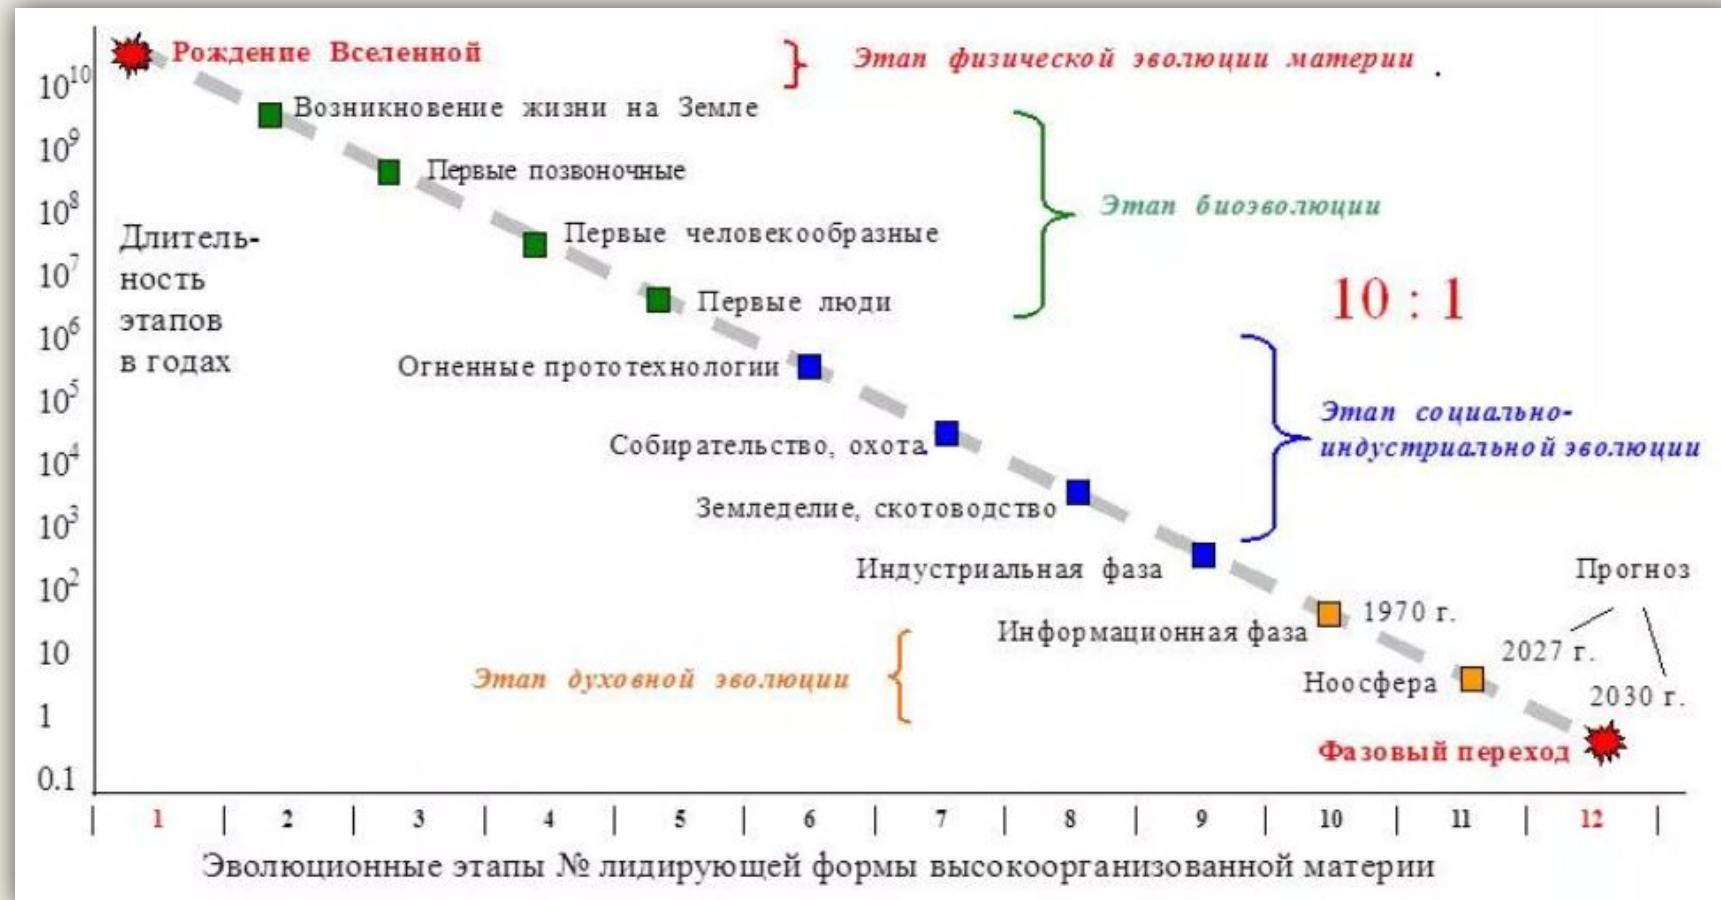 Рождение Вселенной
Этап физической эволюции материи
10¹⁰
Возникновение жизни на Земле
10⁹
Первые позвоночные
10⁸
Этап биоэволюции
Длитель-
ность
этапов
в годах
Первые человекообразные
10⁷
10 : 1
Первые люди
10⁶
Огненные прототехнологии
10⁵
Этап социально-
индустриальной эволюции
Собирательство, охота
10⁴
Земледелие, скотоводство
10³
Индустриальная фаза
Прогноз
10²
1970 г.
Информационная фаза
2027 г.
10
Этап духовной эволюции
Ноосфера
2030 г.
1
Фазовый переход
0.1
| 1 | 2 | 3 | 4 | 5 | 6 | 7 | 8 | 9 | 10 | 11 | 12 |
Эволюционные этапы № лидирующей формы высокоорганизованной материи